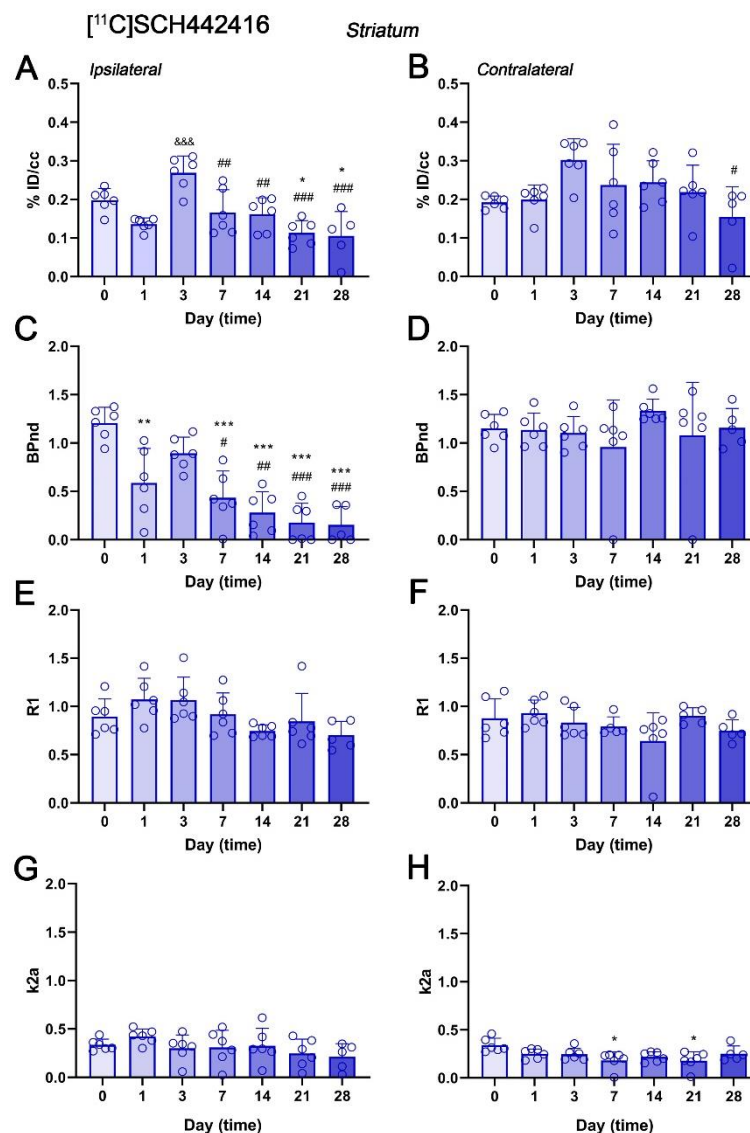 [¹¹C]SCH442416 Striatum
A Ipsilateral
% ID/cc
0.5
0.4
0.3
0.2
0.1
0.0
&&&
## ## * *
### ###
0 1 3 7 14 21 28
Day (time)
B Contralateral
% ID/cc
0.5
0.4
0.3
0.2
0.1
0.0
#
0 1 3 7 14 21 28
Day (time)
C
BPnd
2.0
1.5
1.0
0.5
0.0
** *** *** *** ***
# ## ### ###
0 1 3 7 14 21 28
Day (time)
D
BPnd
2.0
1.5
1.0
0.5
0.0
0 1 3 7 14 21 28
Day (time)
E
R1
2.0
1.5
1.0
0.5
0.0
0 1 3 7 14 21 28
Day (time)
F
R1
2.0
1.5
1.0
0.5
0.0
0 1 3 7 14 21 28
Day (time)
G
k2a
2.0
1.5
1.0
0.5
0.0
0 1 3 7 14 21 28
Day (time)
H
k2a
2.0
1.5
1.0
0.5
0.0
* *
0 1 3 7 14 21 28
Day (time)